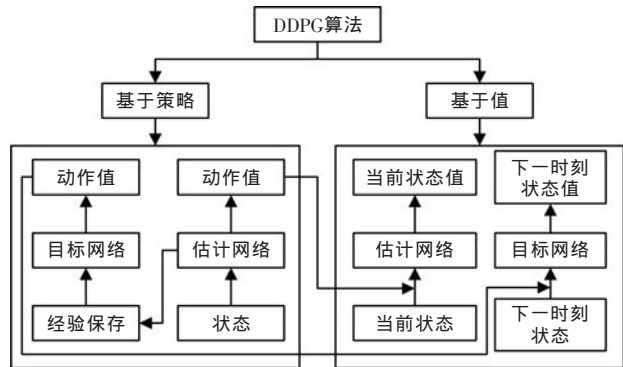 DDPG算法
基于策略
基于值
动作值
动作值
目标网络
估计网络
经验保存
状态
当前状态值
下一时刻
状态值
估计网络
目标网络
当前状态
下一时刻
状态